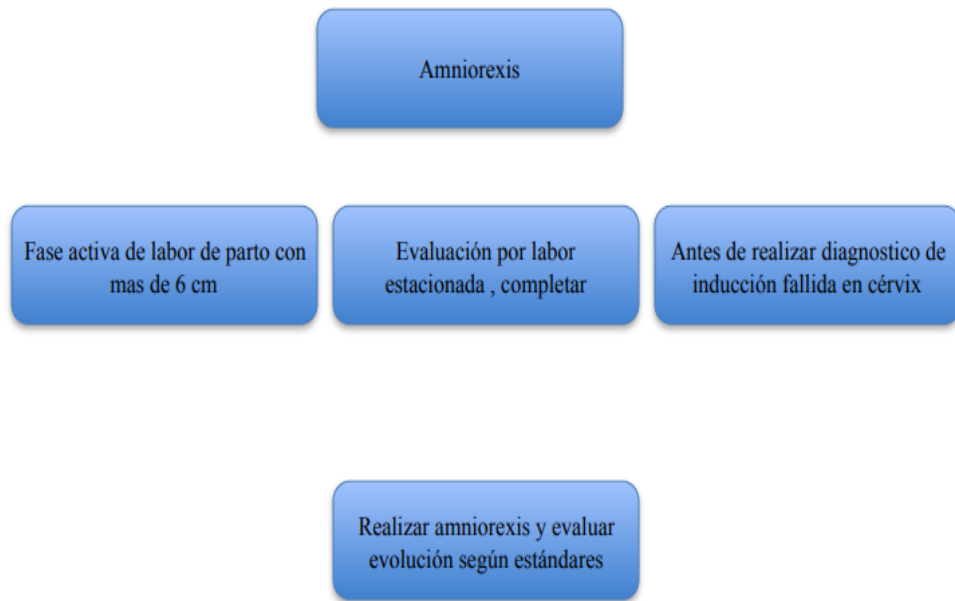 Amniorexis
Fase activa de labor de parto con
mas de 6 cm
Evaluación por labor
estacionada , completar
Antes de realizar diagnostico de
inducción fallida en cérvix
Realizar amniorexis y evaluar
evolución según estándares